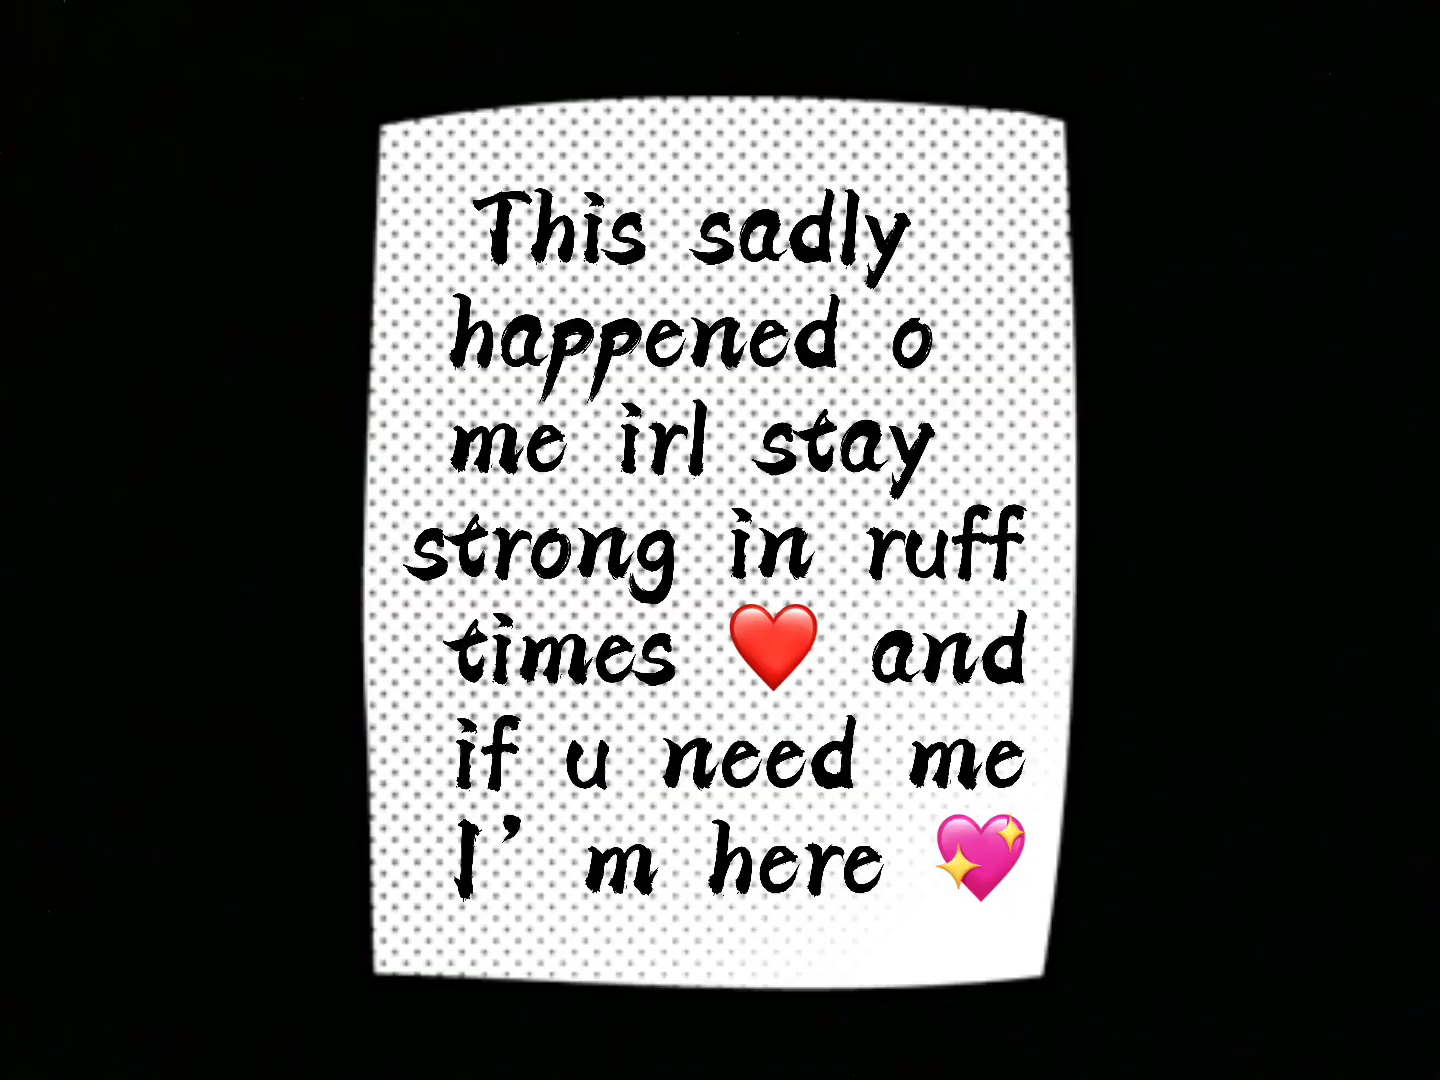 This sadly
happened o
me irl stay
strong in ruff
times ❤️ and
if u need me
I’m here 💖